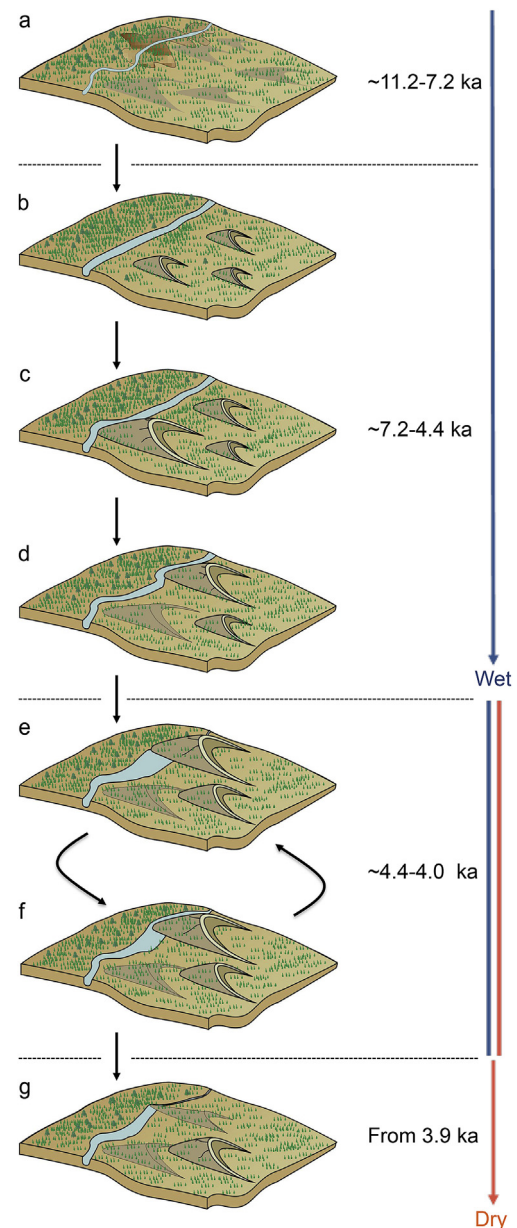 a
~11.2-7.2 ka
b
c
~7.2-4.4 ka
d
Wet
e
~4.4-4.0 ka
f
g
From 3.9 ka
Dry